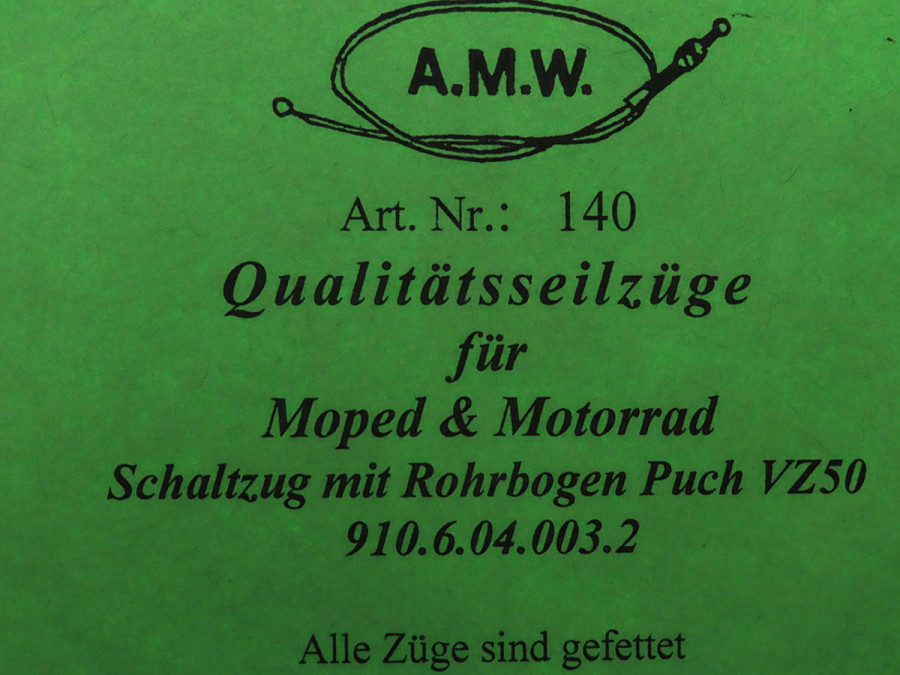 A.M.W.
Art. Nr.: 140
Qualitätsseilzüge
für
Moped & Motorrad
Schaltzug mit Rohrbogen Puch VZ50
910.6.04.003.2
Alle Züge sind gefettet